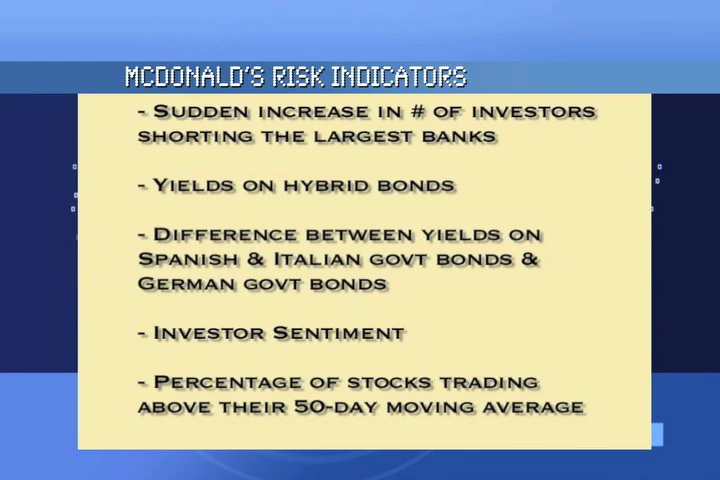 MCDONALD'S RISK INDICATORS
- SUDDEN INCREASE IN # OF INVESTORS
SHORTING THE LARGEST BANKS
- YIELDS ON HYBRID BONDS
- DIFFERENCE BETWEEN YIELDS ON
SPANISH & ITALIAN GOVT BONDS &
GERMAN GOVT BONDS
- INVESTOR SENTIMENT
- PERCENTAGE OF STOCKS TRADING
ABOVE THEIR 50-DAY MOVING AVERAGE